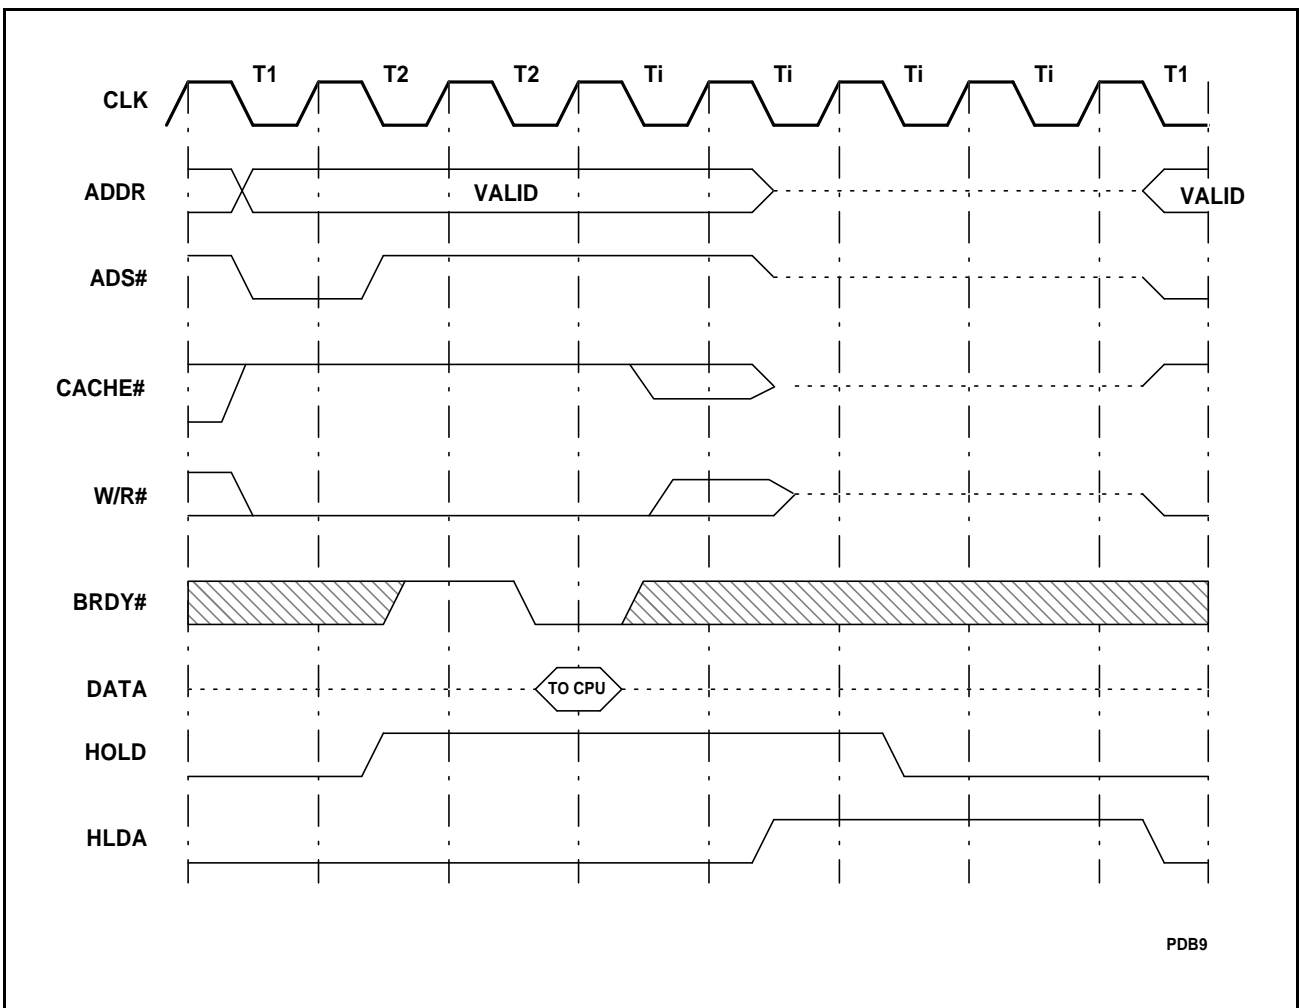 T1 T2 T2 Ti Ti Ti Ti T1
CLK
ADDR VALID VALID
ADS#
CACHE#
W/R#
BRDY#
DATA TO CPU
HOLD
HLDA
PDB9